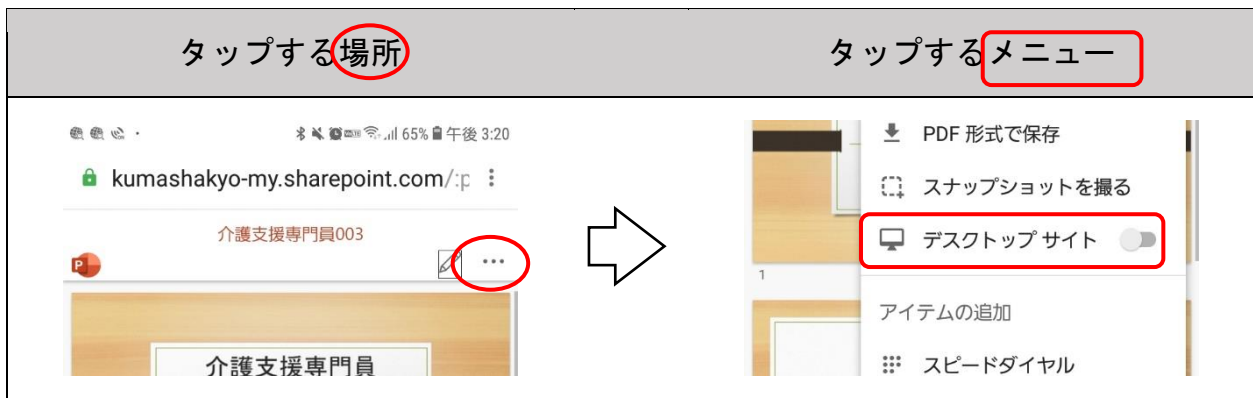 タップする場所
タップするメニュー
65% 午後 3:20
kumashakyo-my.sharepoint.com/:p
介護支援専門員003
P
介護支援専門員
PDF 形式で保存
スナップショットを撮る
デスクトップ サイト
1
アイテムの追加
スピードダイヤル